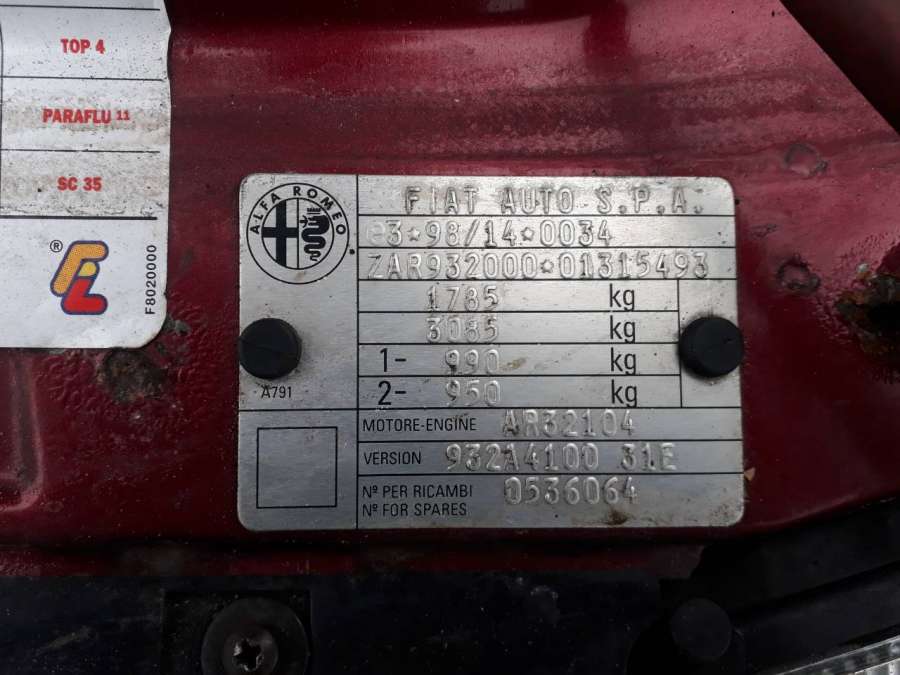 TOP 4
PARAFLU 11
SC 35
® FL
F8020000
ALFA ROMEO
FIAT AUTO S.P.A.
e3*98/14*0034
ZAR932000*01315493
1785 kg
3085 kg
1- 990 kg
2- 950 kg
A791
MOTORE-ENGINE AR32104
VERSION 932A4100 31E
Nº PER RICAMBI 0536064
Nº FOR SPARES